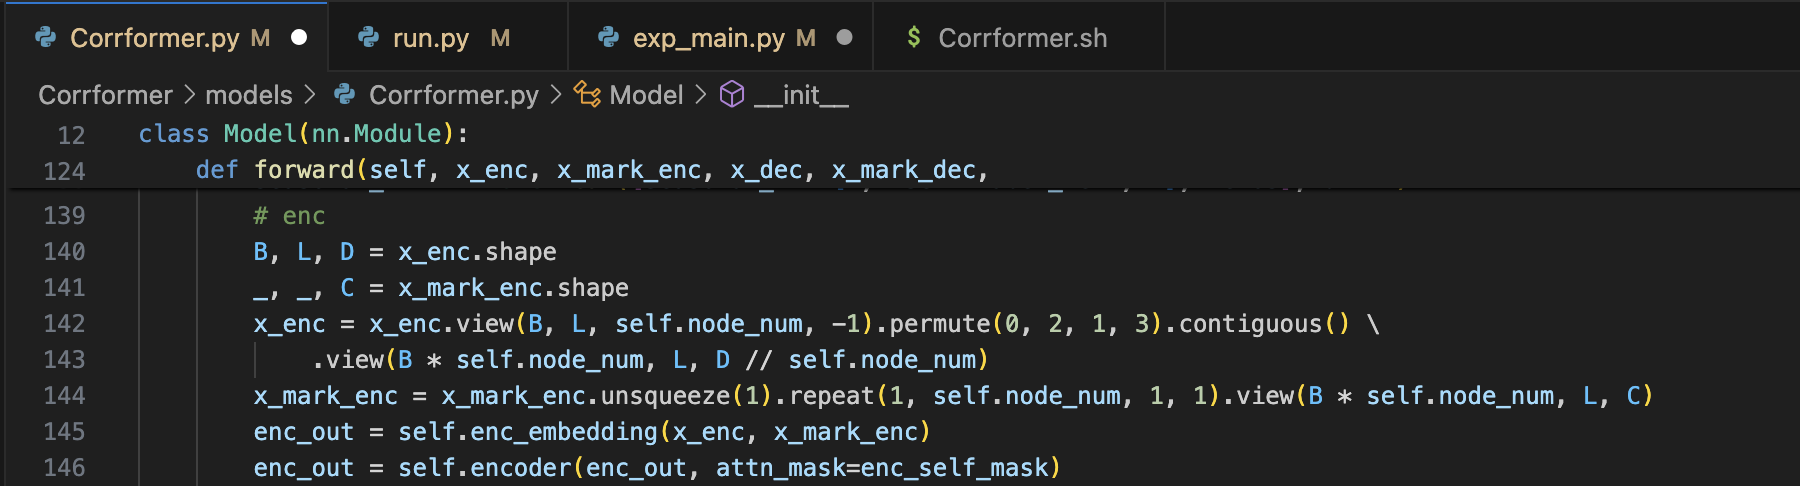 Corrformer.py M run.py M exp_main.py M $ Corrformer.sh
Corrformer > models > Corrformer.py > Model > __init__
12 class Model(nn.Module):
124 def forward(self, x_enc, x_mark_enc, x_dec, x_mark_dec,
139 # enc
140 B, L, D = x_enc.shape
141 _, _, C = x_mark_enc.shape
142 x_enc = x_enc.view(B, L, self.node_num, -1).permute(0, 2, 1, 3).contiguous() \
143 .view(B * self.node_num, L, D // self.node_num)
144 x_mark_enc = x_mark_enc.unsqueeze(1).repeat(1, self.node_num, 1, 1).view(B * self.node_num, L, C)
145 enc_out = self.enc_embedding(x_enc, x_mark_enc)
146 enc_out = self.encoder(enc_out, attn_mask=enc_self_mask)